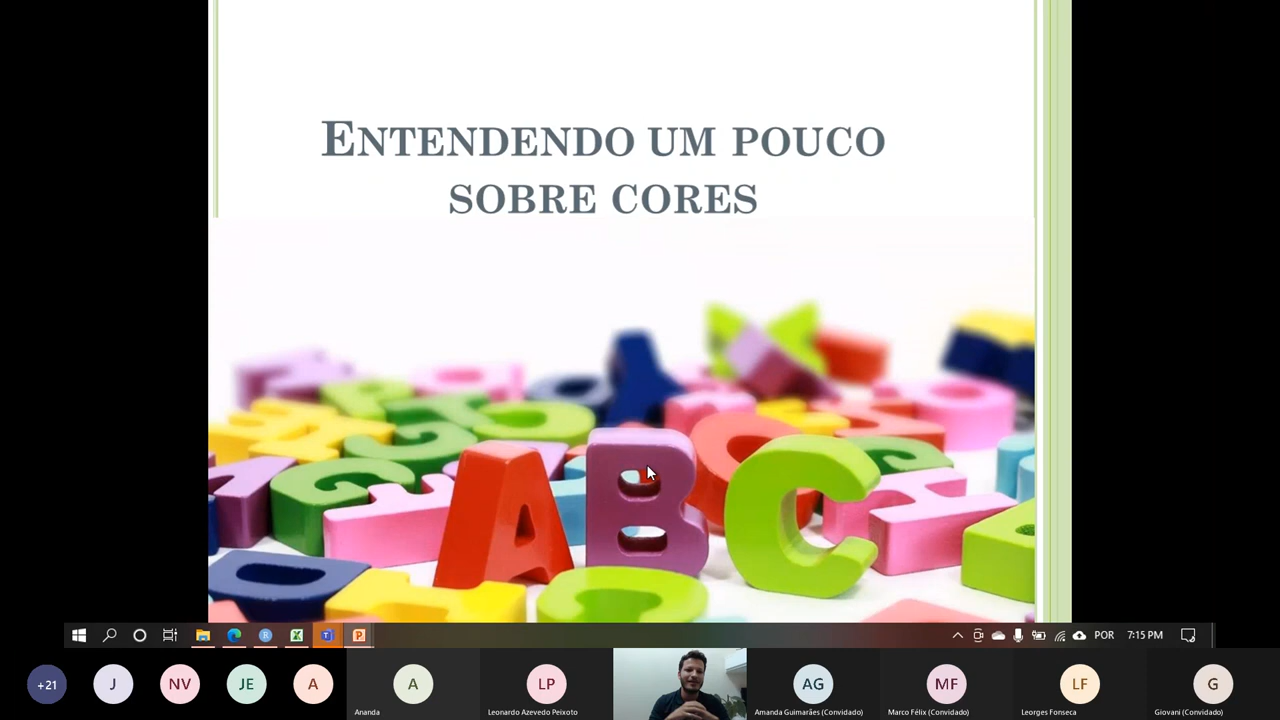 ENTENDENDO UM POUCO
SOBRE CORES
A B C
POR 7:15 PM
+21 J NV JE A A LP AG MF LF G
Ananda Leonardo Azevedo Peixoto Amanda Guimarães (Convidado) Marco Félix (Convidado) Leorges Fonseca Giovani (Convidado)